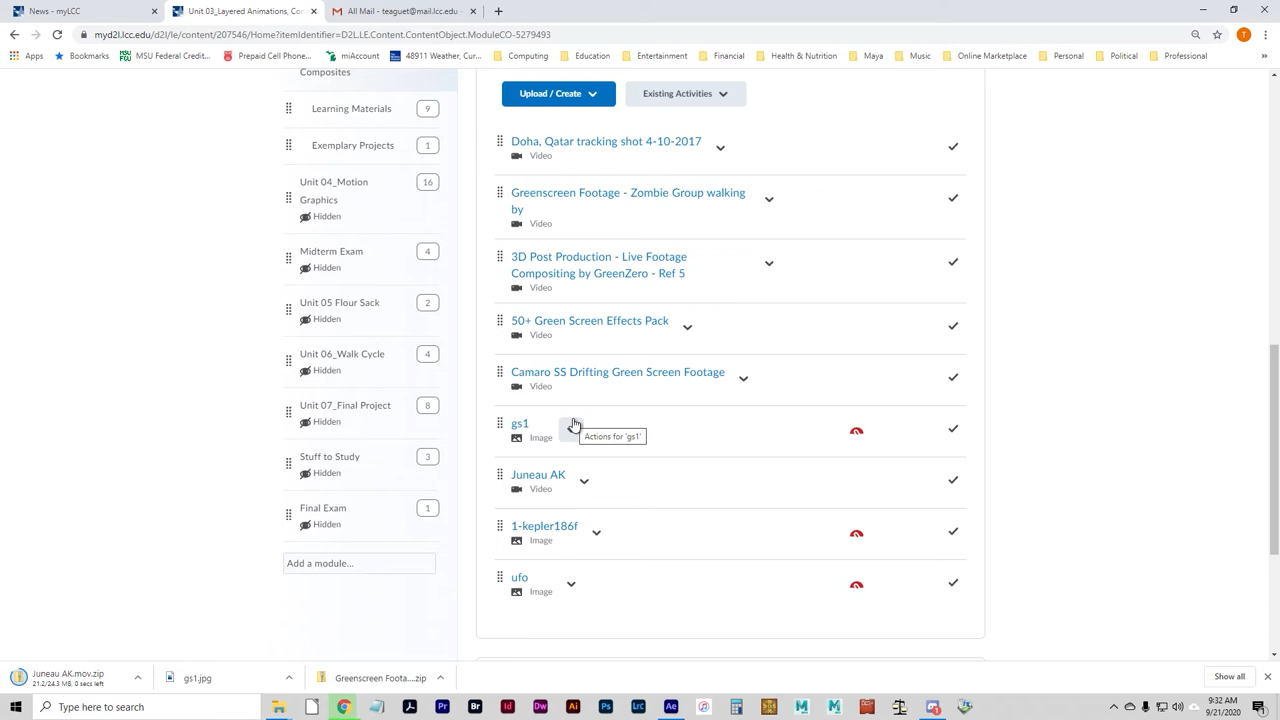 News - myLCC
Unit 03_Layered Animations, Con
All Mail - teaguet@mail.lcc.edu -
myd2l.lcc.edu/d2l/le/content/207546/Home?itemIdentifier=D2L.LE.Content.ContentObject.ModuleCO-5279493
T
Apps
Bookmarks
MSU Federal Credit...
Prepaid Cell Phone...
miAccount
48911 Weather, Cur...
Computing
Education
Entertainment
Financial
Health & Nutrition
Maya
Music
Online Marketplace
Personal
Political
Professional
Composites
Learning Materials
9
Exemplary Projects
1
Unit 04_Motion
Graphics
16
Hidden
Midterm Exam
4
Hidden
Unit 05 Flour Sack
2
Hidden
Unit 06_Walk Cycle
4
Hidden
Unit 07_Final Project
8
Hidden
Stuff to Study
3
Hidden
Final Exam
1
Hidden
Add a module...
Upload / Create
Existing Activities
Doha, Qatar tracking shot 4-10-2017
Video
Greenscreen Footage - Zombie Group walking
by
Video
3D Post Production - Live Footage
Compositing by GreenZero - Ref 5
Video
50+ Green Screen Effects Pack
Video
Camaro SS Drifting Green Screen Footage
Video
gs1
Image
Actions for 'gs1'
Juneau AK
Video
1-kepler186f
Image
ufo
Image
Juneau AK.mov.zip
21.2/24.3 MB, 0 secs left
gs1.jpg
Greenscreen Foota....zip
Show all
Type here to search
Pr
Br
Id
Dw
Ai
Ps
Lrc
Ae
9:32 AM
9/21/2020